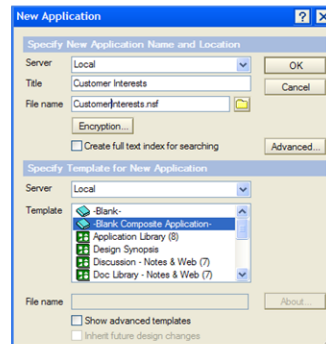 New Application
Specify New Application Name and Location
Server Local OK
Title Customer Interests Cancel
File name CustomerInterests.nsf
Encryption...
Create full text index for searching Advanced...
Specify Template for New Application
Server Local
Template -Blank-
-Blank Composite Application-
Application Library (8)
Design Synopsis
Discussion - Notes & Web (7)
Doc Library - Notes & Web (7)
File name About...
Show advanced templates
Inherit future design changes